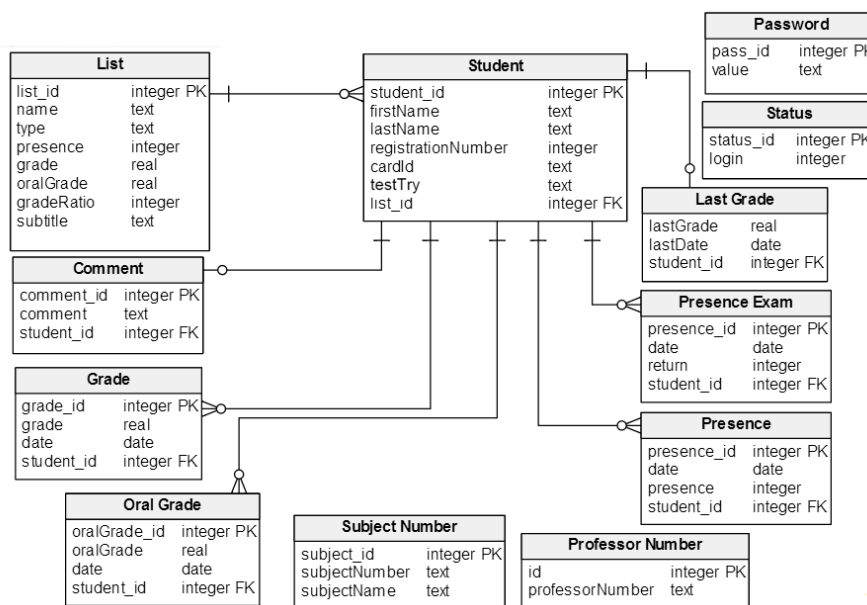 List
list_id integer PK
name text
type text
presence integer
grade real
oralGrade real
gradeRatio integer
subtitle text
Student
student_id integer PK
firstName text
lastName text
registrationNumber integer
cardId text
testTry text
list_id integer FK
Password
pass_id integer PK
value text
Status
status_id integer PK
login integer
Last Grade
lastGrade real
lastDate date
student_id integer FK
Comment
comment_id integer PK
comment text
student_id integer FK
Presence Exam
presence_id integer PK
date date
return integer
student_id integer FK
Grade
grade_id integer PK
grade real
date date
student_id integer FK
Presence
presence_id integer PK
date date
presence integer
student_id integer FK
Oral Grade
oralGrade_id integer PK
oralGrade real
date date
student_id integer FK
Subject Number
subject_id integer PK
subjectNumber text
subjectName text
Professor Number
id integer PK
professorNumber text